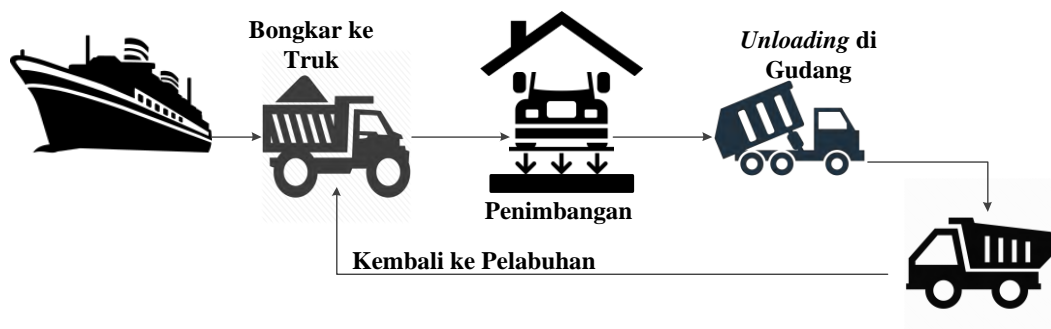 Bongkar ke
Truk
Unloading di
Gudang
Penimbangan
Kembali ke Pelabuhan